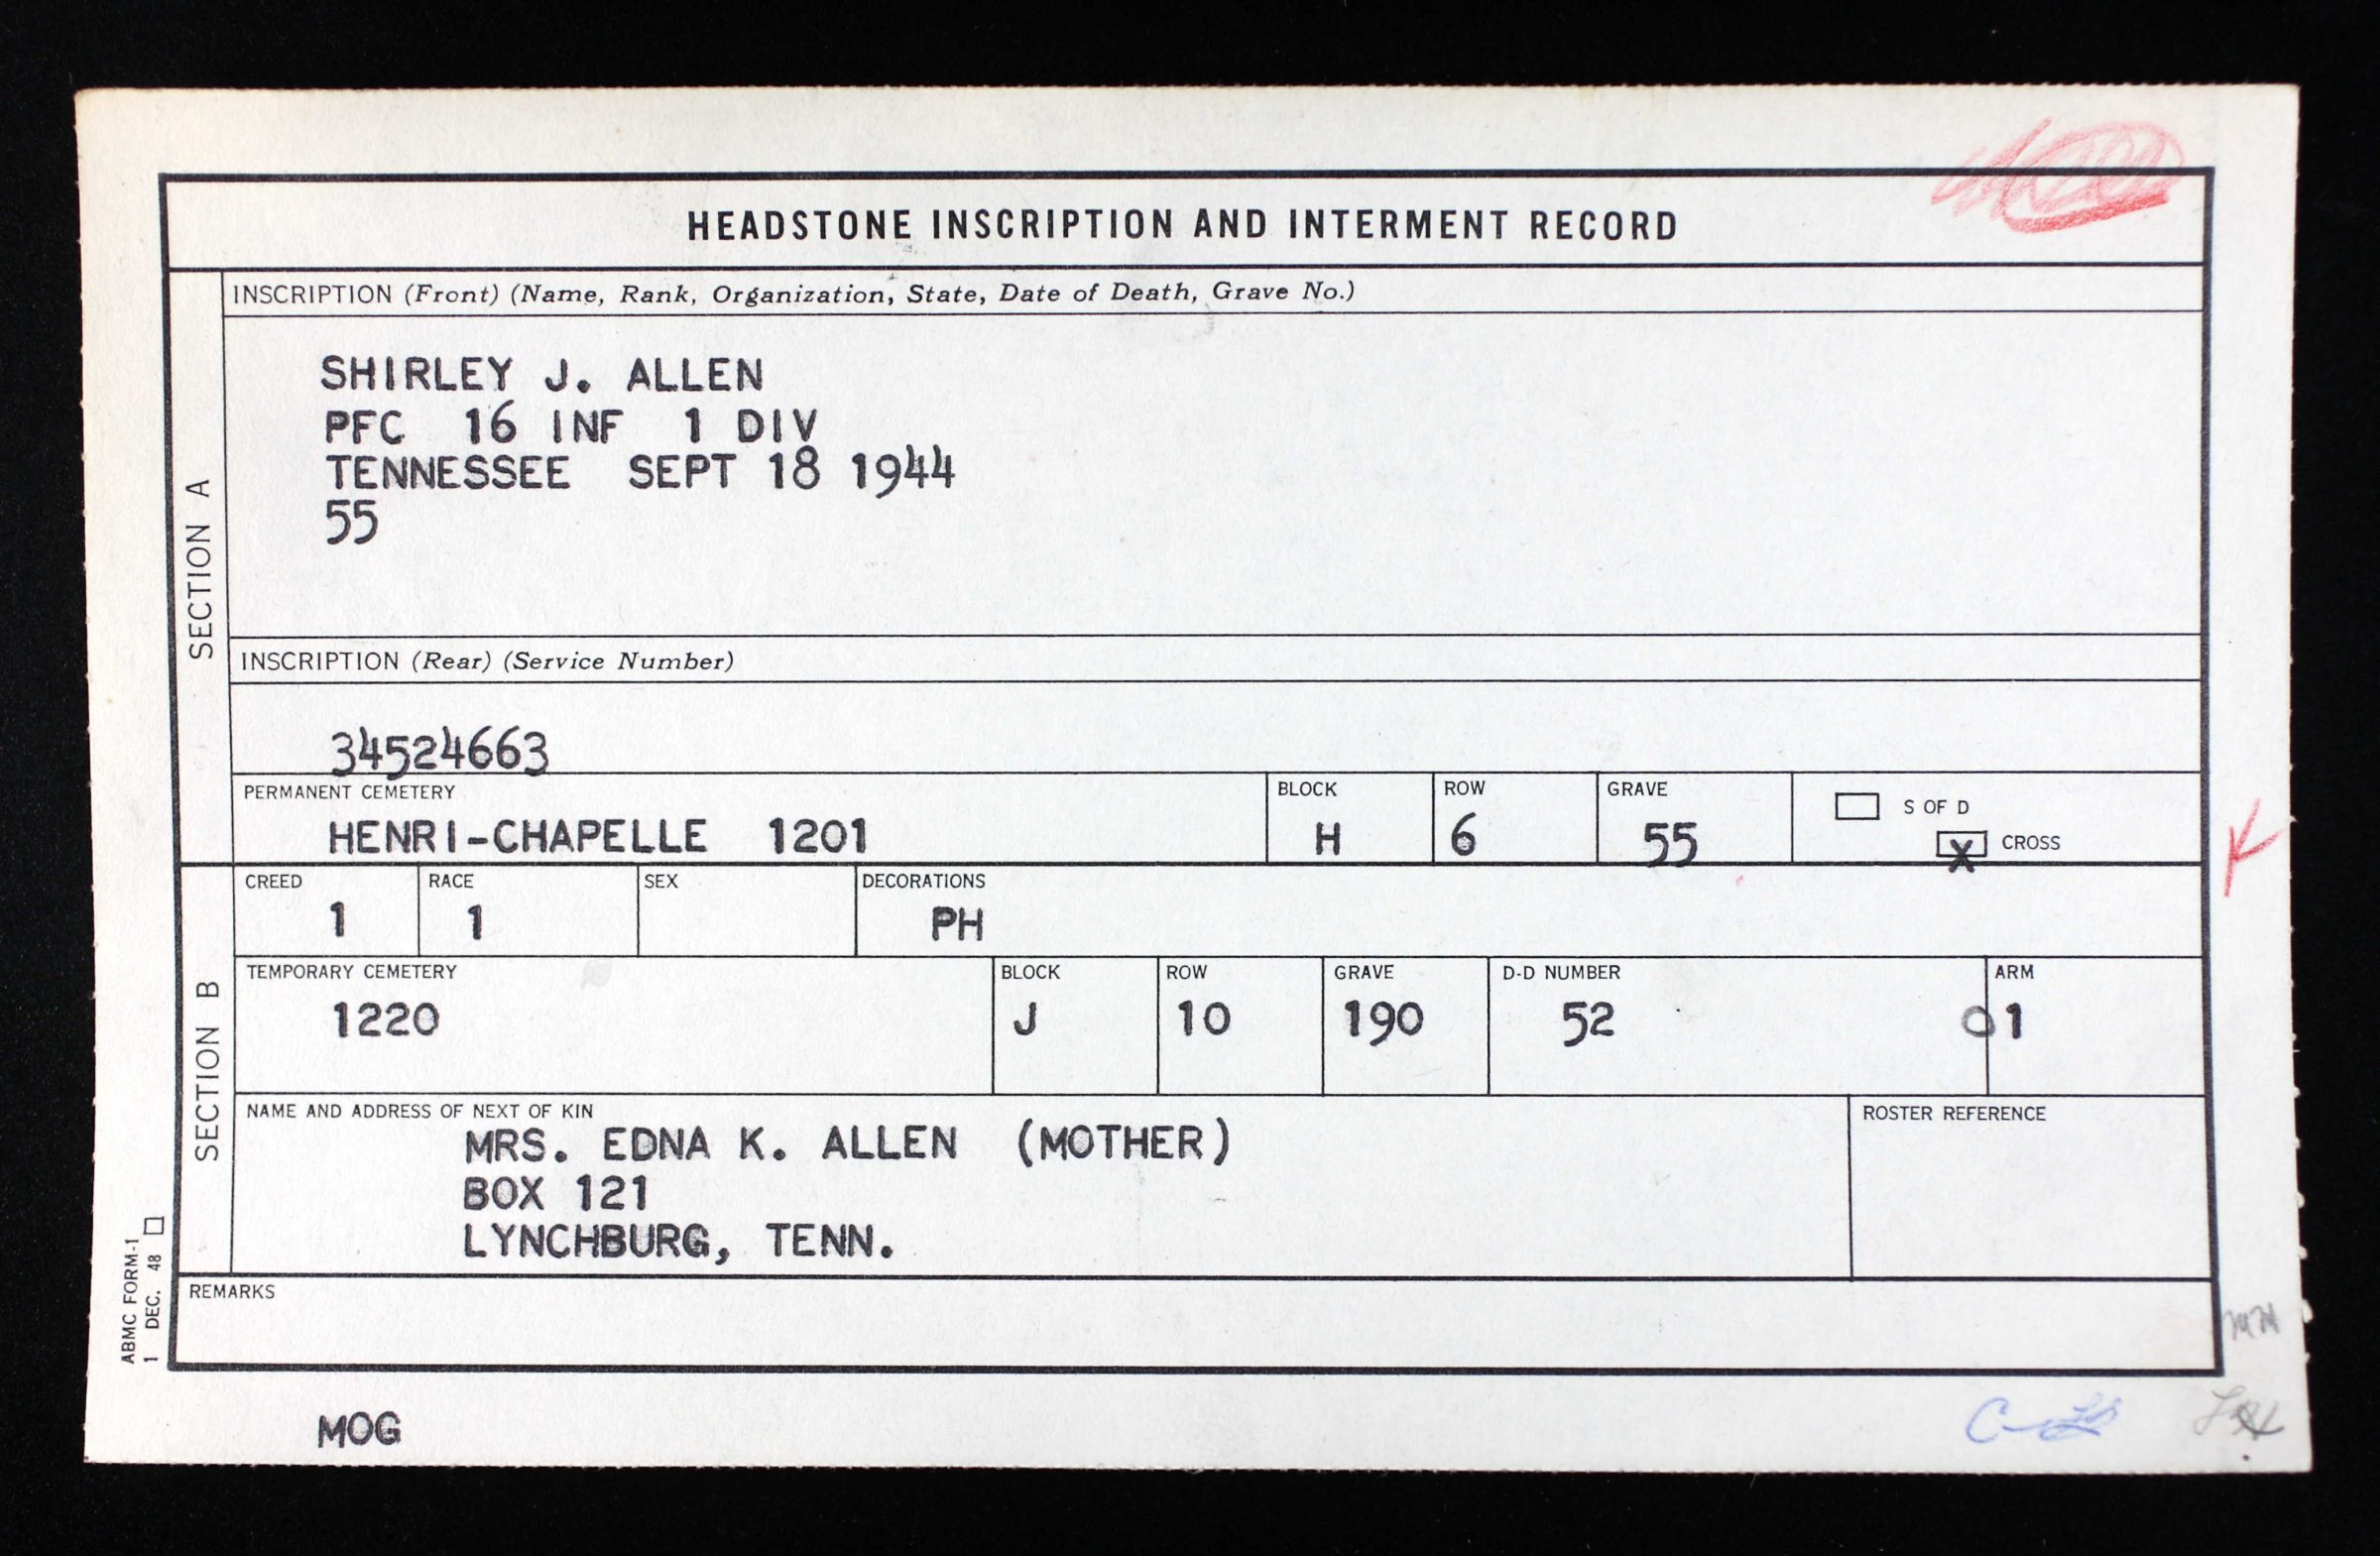 HEADSTONE INSCRIPTION AND INTERMENT RECORD
SECTION A
INSCRIPTION (Front) (Name, Rank, Organization, State, Date of Death, Grave No.)
SHIRLEY J. ALLEN
PFC 16 INF 1 DIV
TENNESSEE SEPT 18 1944
55
INSCRIPTION (Rear) (Service Number)
34524663
PERMANENT CEMETERY BLOCK ROW GRAVE S OF D
HENRI-CHAPELLE 1201 H 6 55 X CROSS
SECTION B
CREED RACE SEX DECORATIONS
1 1 PH
TEMPORARY CEMETERY BLOCK ROW GRAVE D-D NUMBER ARM
1220 J 10 190 52 01
NAME AND ADDRESS OF NEXT OF KIN ROSTER REFERENCE
MRS. EDNA K. ALLEN (MOTHER)
BOX 121
LYNCHBURG, TENN.
REMARKS
ABMC FORM-1
1 DEC. 48
MOG